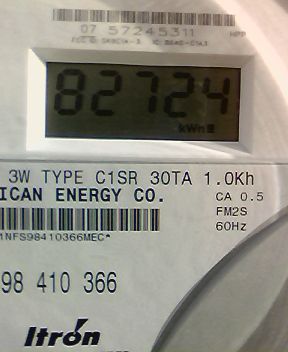 07 57245311
82724
kWh
3W TYPE C1SR 30TA 1.0Kh
ICAN ENERGY CO.
CA 0.5
FM2S
60Hz
1NFS98410366MEC*
98 410 366
Itrón